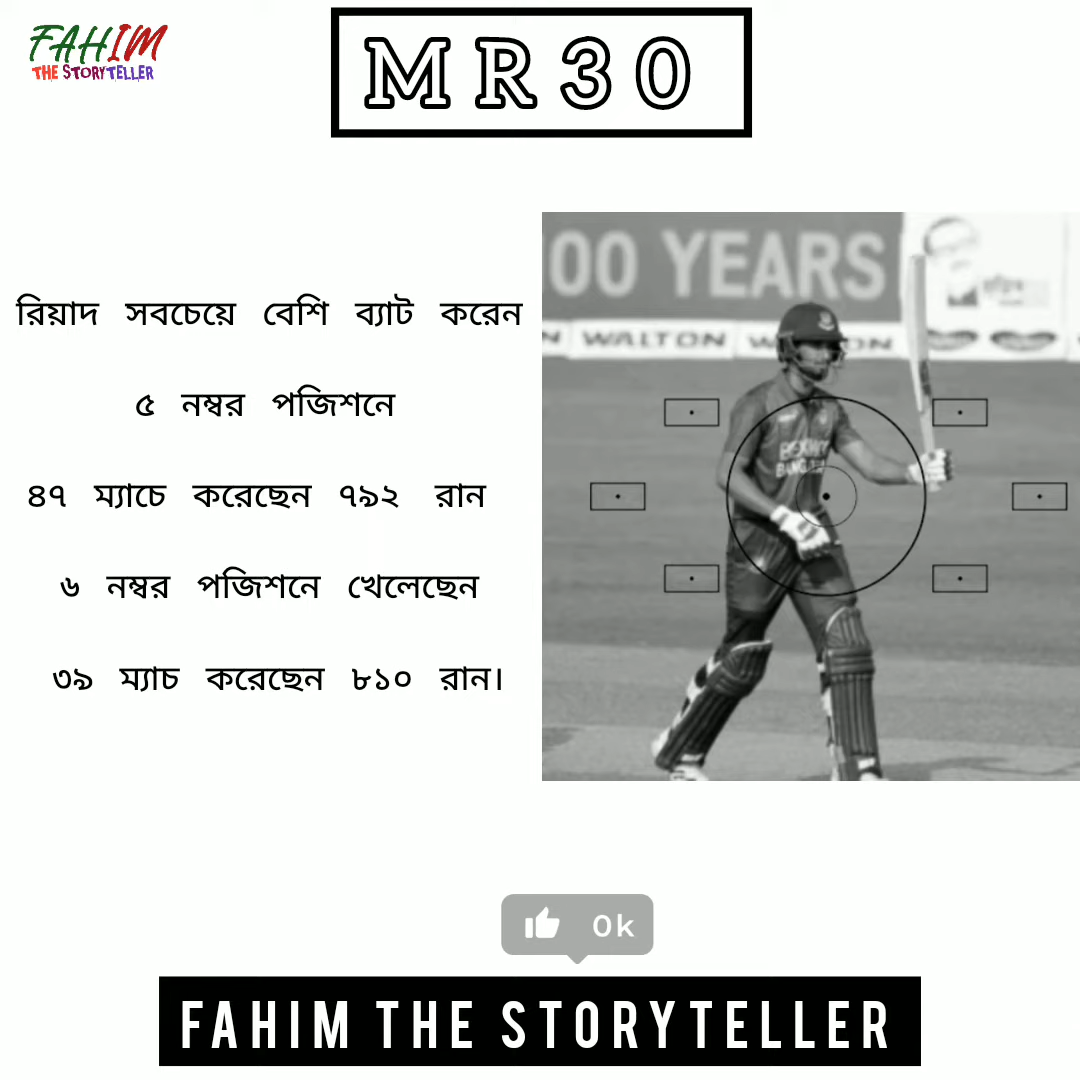 FAHIM
THE STORYTELLER
MR30
রিয়াদ সবচেয়ে বেশি ব্যাট করেন
৫ নম্বর পজিশনে
৪৭ ম্যাচে করেছেন ৭৯২ রান
৬ নম্বর পজিশনে খেলেছেন
৩৯ ম্যাচ করেছেন ৮১০ রান।
00 YEARS
N WALTON W ON
0k
FAHIM THE STORYTELLER